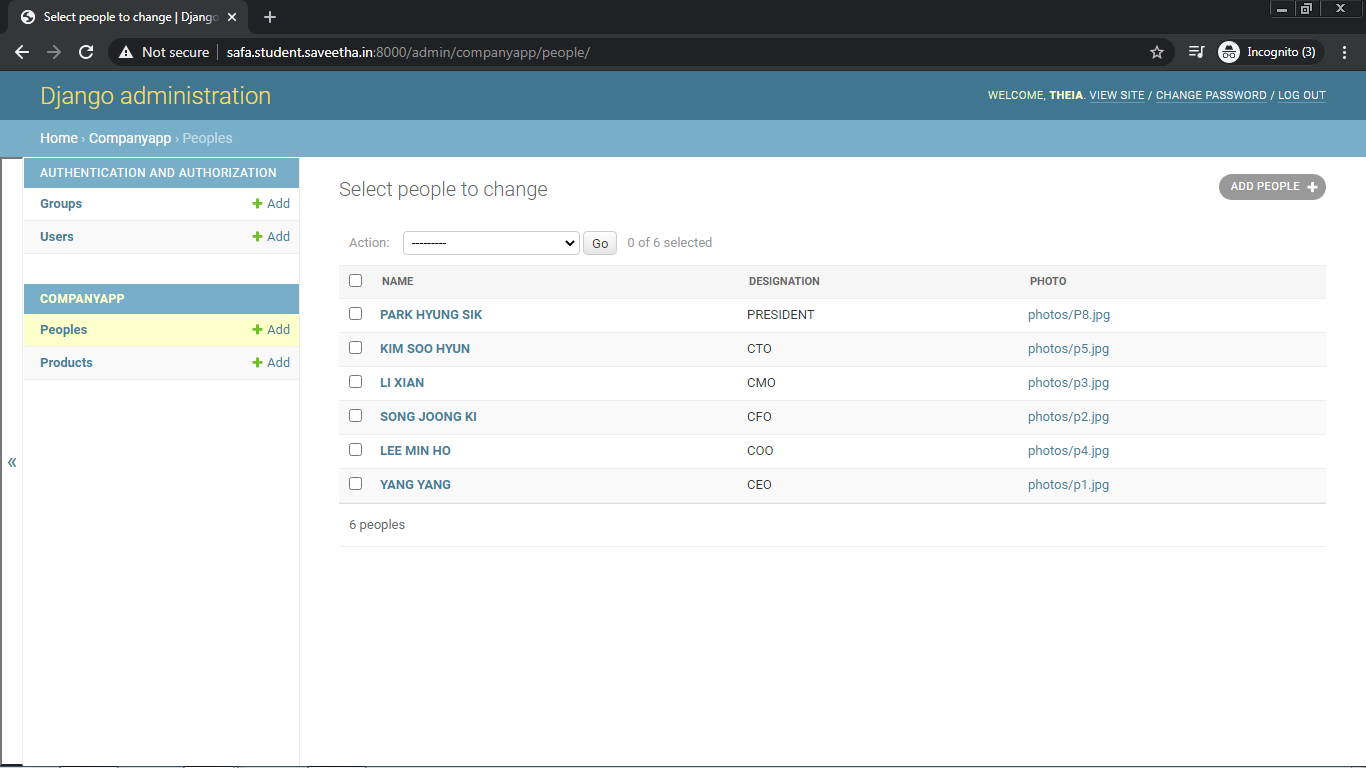 Select people to change | Django
Not secure safa.student.saveetha.in:8000/admin/companyapp/people/ Incognito (3)
Django administration WELCOME, THEIA. VIEW SITE / CHANGE PASSWORD / LOG OUT
Home › Companyapp › Peoples
AUTHENTICATION AND AUTHORIZATION
Groups + Add
Users + Add
COMPANYAPP
Peoples + Add
Products + Add
«
Select people to change ADD PEOPLE +
Action: --------- Go 0 of 6 selected
NAME DESIGNATION PHOTO
PARK HYUNG SIK PRESIDENT photos/P8.jpg
KIM SOO HYUN CTO photos/p5.jpg
LI XIAN CMO photos/p3.jpg
SONG JOONG KI CFO photos/p2.jpg
LEE MIN HO COO photos/p4.jpg
YANG YANG CEO photos/p1.jpg
6 peoples